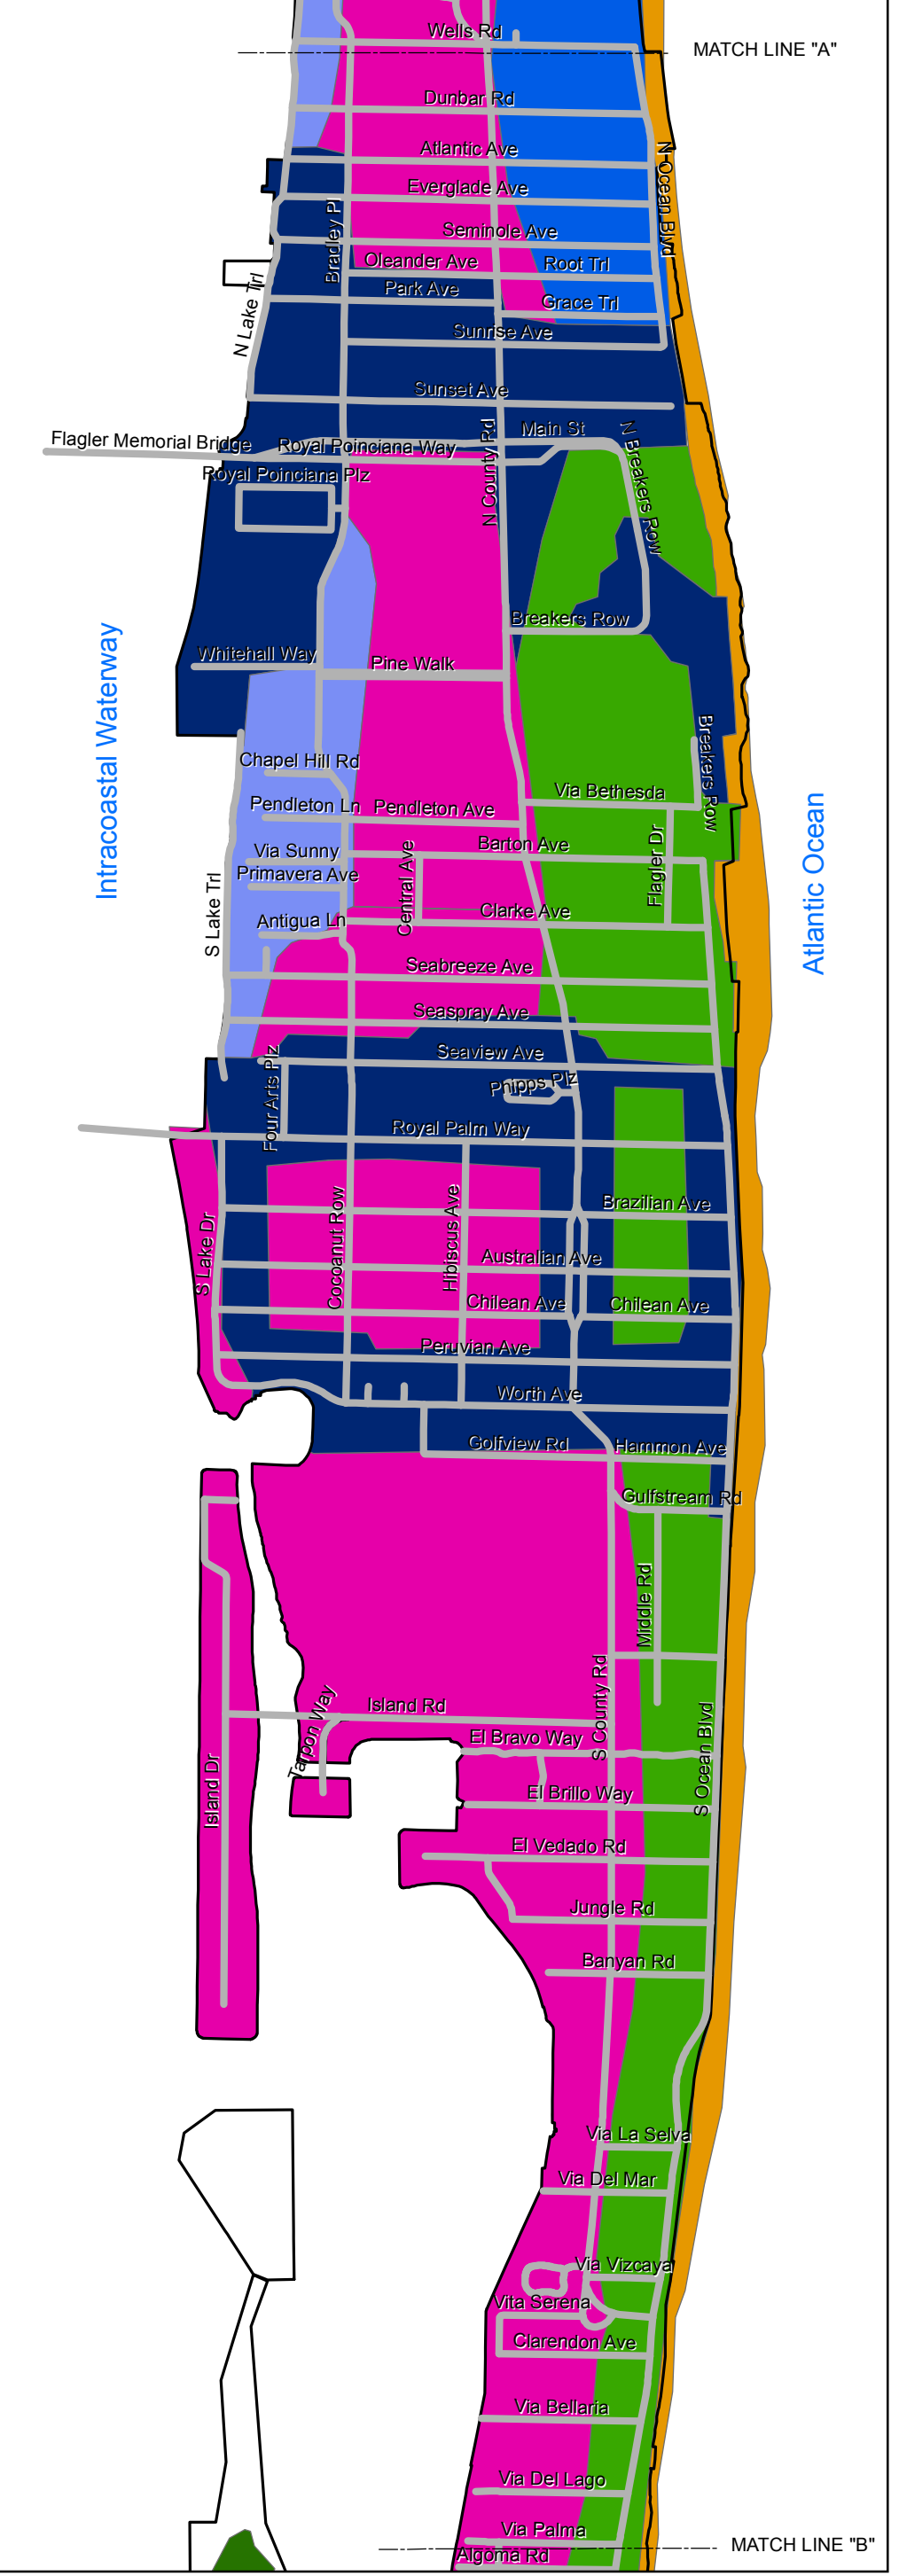 Wells Rd
MATCH LINE "A"
Dunbar Rd
Atlantic Ave
N Ocean Blvd
Everglade Ave
Bradley Pl
Seminole Ave
Oleander Ave
Root Trl
Park Ave
N Lake Trl
Grace Trl
Sunrise Ave
Sunset Ave
Main St
N Breakers Row
Flagler Memorial Bridge
Royal Poinciana Way
N County Rd
Royal Poinciana Plz
Breakers Row
Whitehall Way
Pine Walk
Intracoastal Waterway
Breakers Row
Chapel Hill Rd
Via Bethesda
Pendleton Ln
Pendleton Ave
Atlantic Ocean
Via Sunny
Barton Ave
Central Ave
Flagler Dr
Primavera Ave
S Lake Trl
Antigua Ln
Clarke Ave
Seabreeze Ave
Seaspray Ave
Four Arts Plz
Seaview Ave
Phipps Plz
Royal Palm Way
Brazilian Ave
S Lake Dr
Cocoanut Row
Hibiscus Ave
Australian Ave
Chilean Ave
Chilean Ave
Peruvian Ave
Worth Ave
Golfview Rd
Hammon Ave
Gulfstream Rd
Middle Rd
S County Rd
Island Rd
Tarpon Way
El Bravo Way
S Ocean Blvd
Island Dr
El Brillo Way
El Vedado Rd
Jungle Rd
Banyan Rd
Via La Selva
Via Del Mar
Via Vizcaya
Vita Serena
Clarendon Ave
Via Bellaria
Via Del Lago
Via Palma
MATCH LINE "B"
Algoma Rd